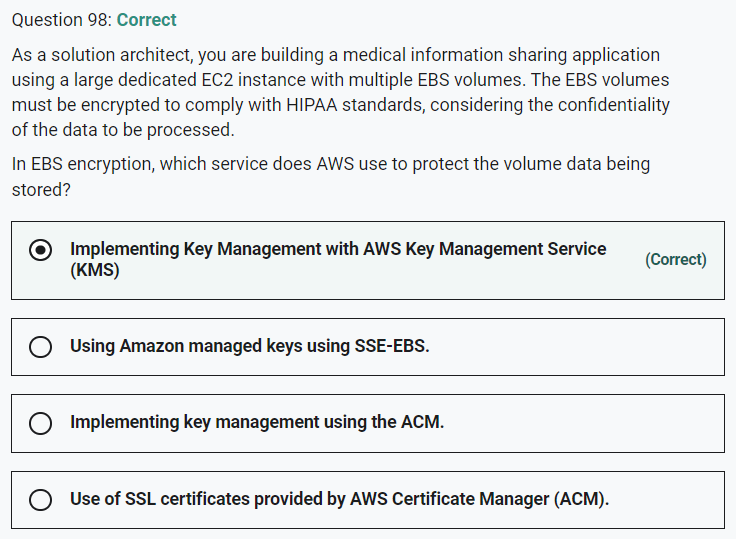 Question 98: Correct
As a solution architect, you are building a medical information sharing application
using a large dedicated EC2 instance with multiple EBS volumes. The EBS volumes
must be encrypted to comply with HIPAA standards, considering the confidentiality
of the data to be processed.
In EBS encryption, which service does AWS use to protect the volume data being
stored?
Implementing Key Management with AWS Key Management Service
(KMS)
(Correct)
Using Amazon managed keys using SSE-EBS.
Implementing key management using the ACM.
Use of SSL certificates provided by AWS Certificate Manager (ACM).